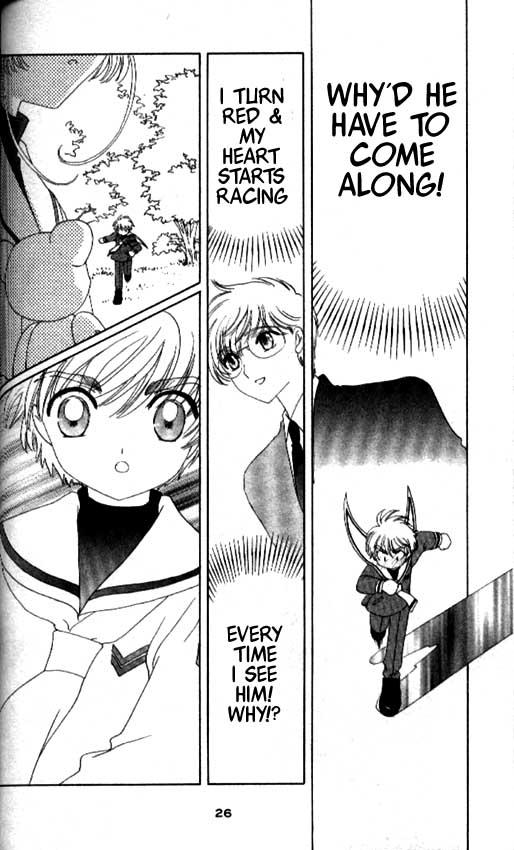 WHY'D HE
HAVE TO
COME
ALONG!
I TURN
RED &
MY
HEART
STARTS
RACING
EVERY
TIME
I SEE
HIM!
WHY!?
26